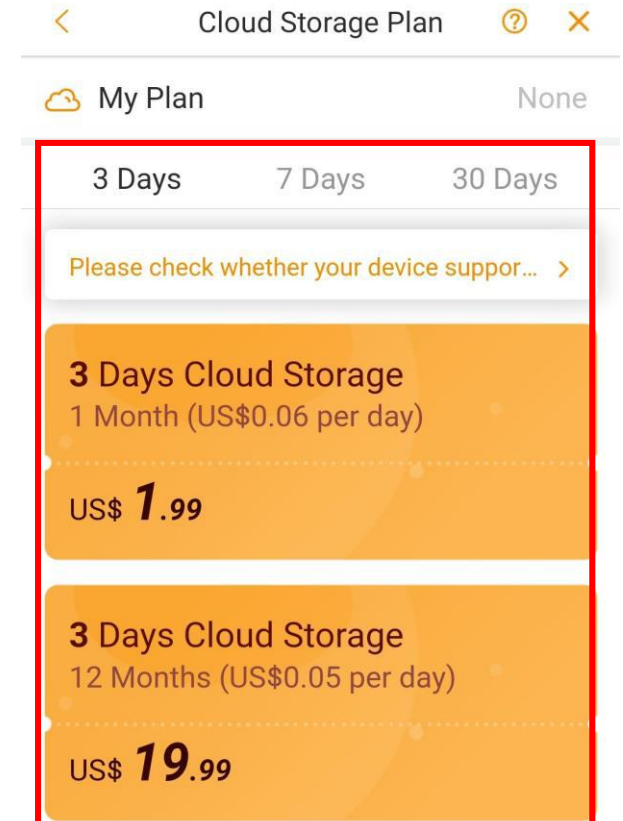 Cloud Storage Plan
My Plan None
3 Days 7 Days 30 Days
Please check whether your device suppor...
3 Days Cloud Storage
1 Month (US$0.06 per day)
US$ 1.99
3 Days Cloud Storage
12 Months (US$0.05 per day)
US$ 19.99